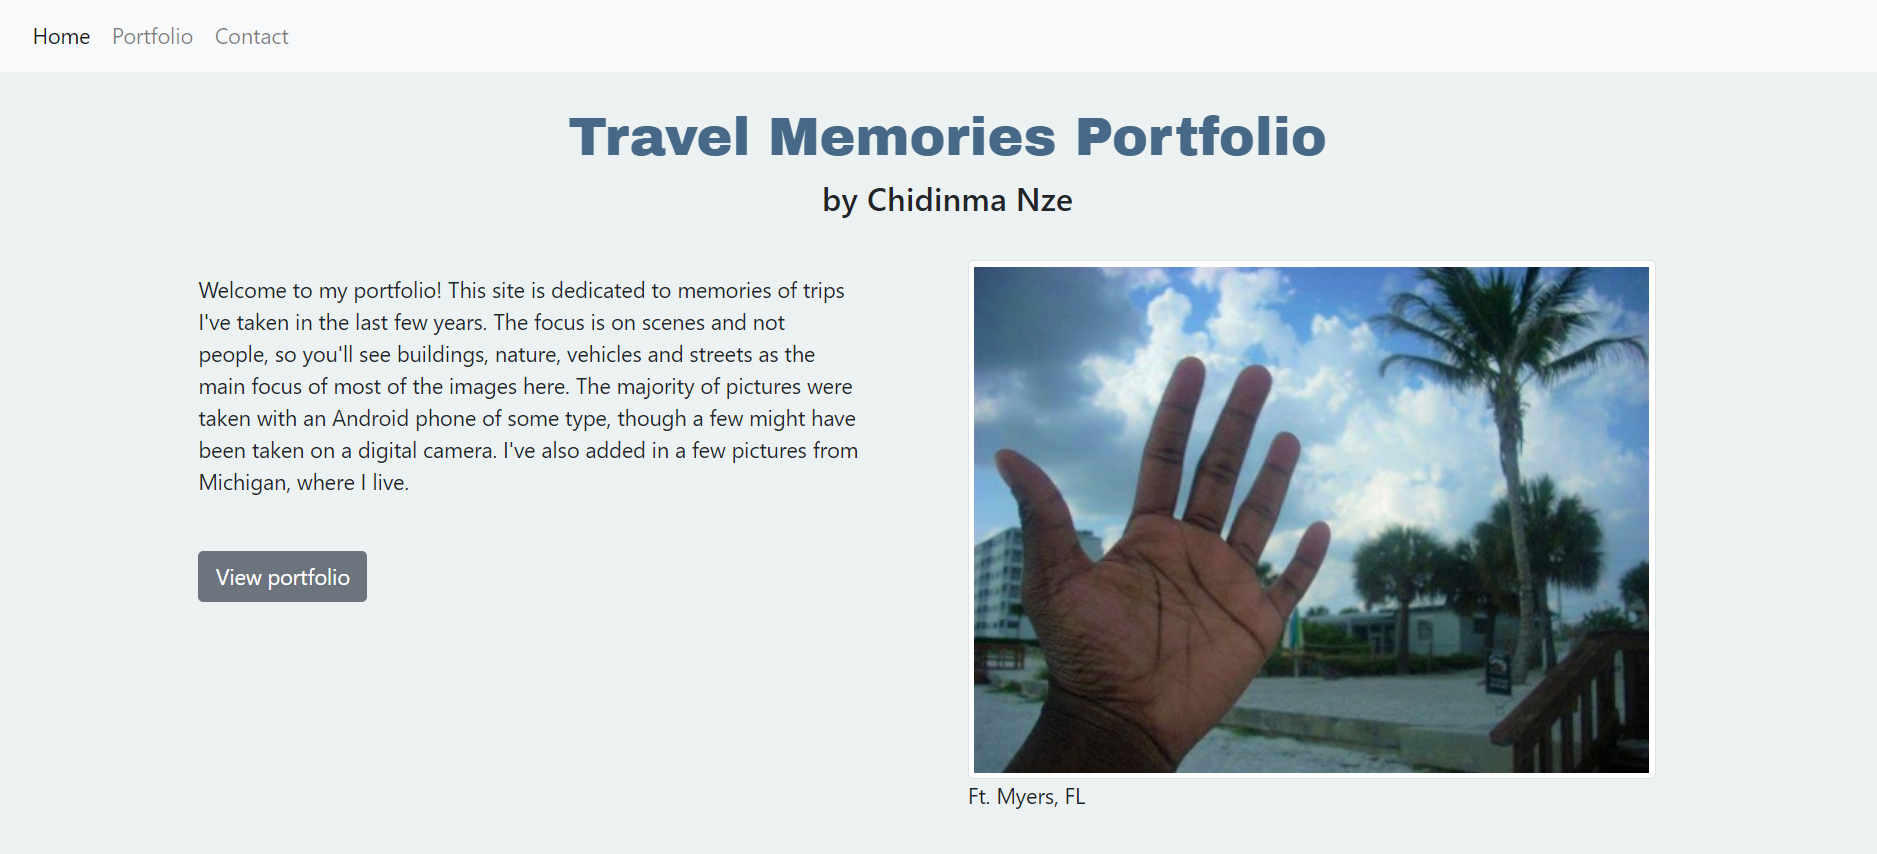 Home Portfolio Contact
Travel Memories Portfolio
by Chidinma Nze
Welcome to my portfolio! This site is dedicated to memories of trips
I've taken in the last few years. The focus is on scenes and not
people, so you'll see buildings, nature, vehicles and streets as the
main focus of most of the images here. The majority of pictures were
taken with an Android phone of some type, though a few might have
been taken on a digital camera. I've also added in a few pictures from
Michigan, where I live.
View portfolio
Ft. Myers, FL